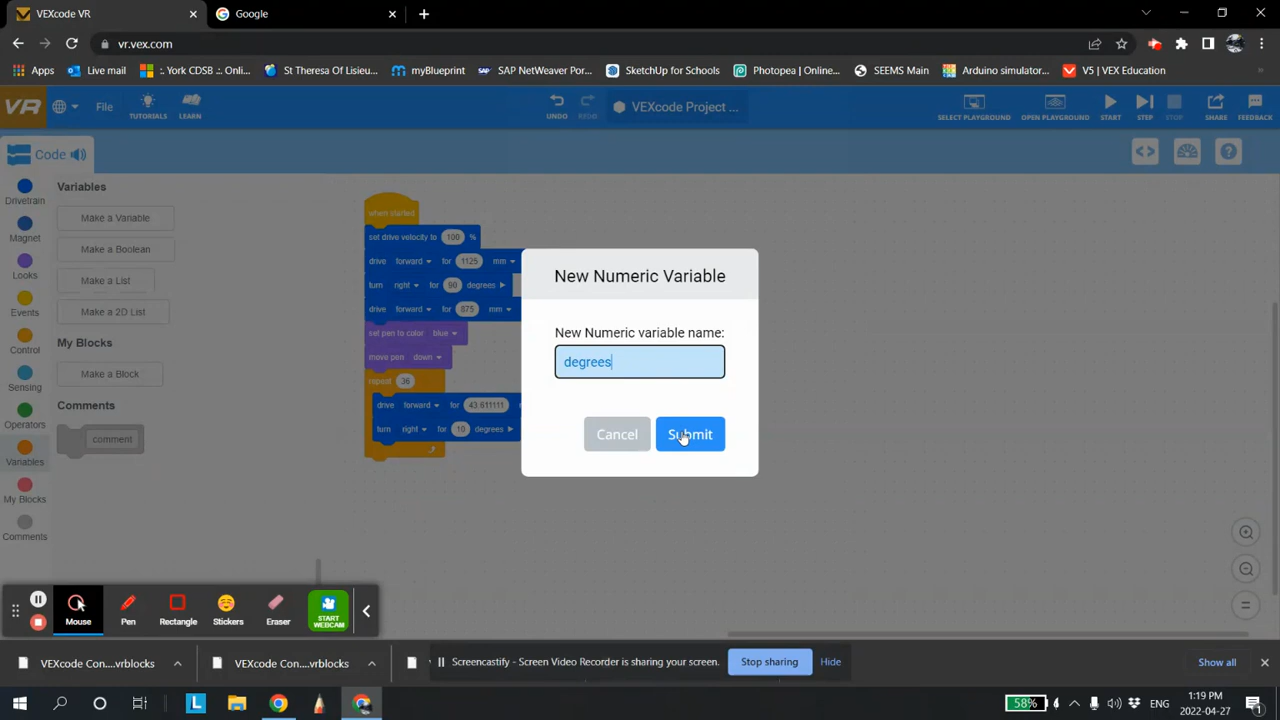 VEXcode VR
Google
vr.vex.com
Apps
Live mail
:: York CDSB ::. Onli...
St Theresa Of Lisieu...
myBlueprint
SAP NetWeaver Por...
SketchUp for Schools
Photopea | Online...
SEEMS Main
Arduino simulator...
V5 | VEX Education
VR
File
TUTORIALS
LEARN
UNDO
REDO
VEXcode Project ...
SELECT PLAYGROUND
OPEN PLAYGROUND
START
STEP
STOP
SHARE
FEEDBACK
Code
Drivetrain
Magnet
Looks
Events
Control
Sensing
Operators
Variables
My Blocks
Comments
Variables
Make a Variable
Make a Boolean
Make a List
Make a 2D List
My Blocks
Make a Block
Comments
comment
when started
set drive velocity to 100 %
drive forward for 1125 mm
turn right for 90 degrees
drive forward for 875 mm
set pen to color blue
move pen down
repeat 36
drive forward for 43.611111
turn right for 10 degrees
New Numeric Variable
New Numeric variable name:
degrees
Cancel
Submit
Mouse
Pen
Rectangle
Stickers
Eraser
START
WEBCAM
VEXcode Con....vrblocks
VEXcode Con....vrblocks
Screencastify - Screen Video Recorder is sharing your screen.
Stop sharing
Hide
Show all
L
58%
ENG
1:19 PM
2022-04-27
1